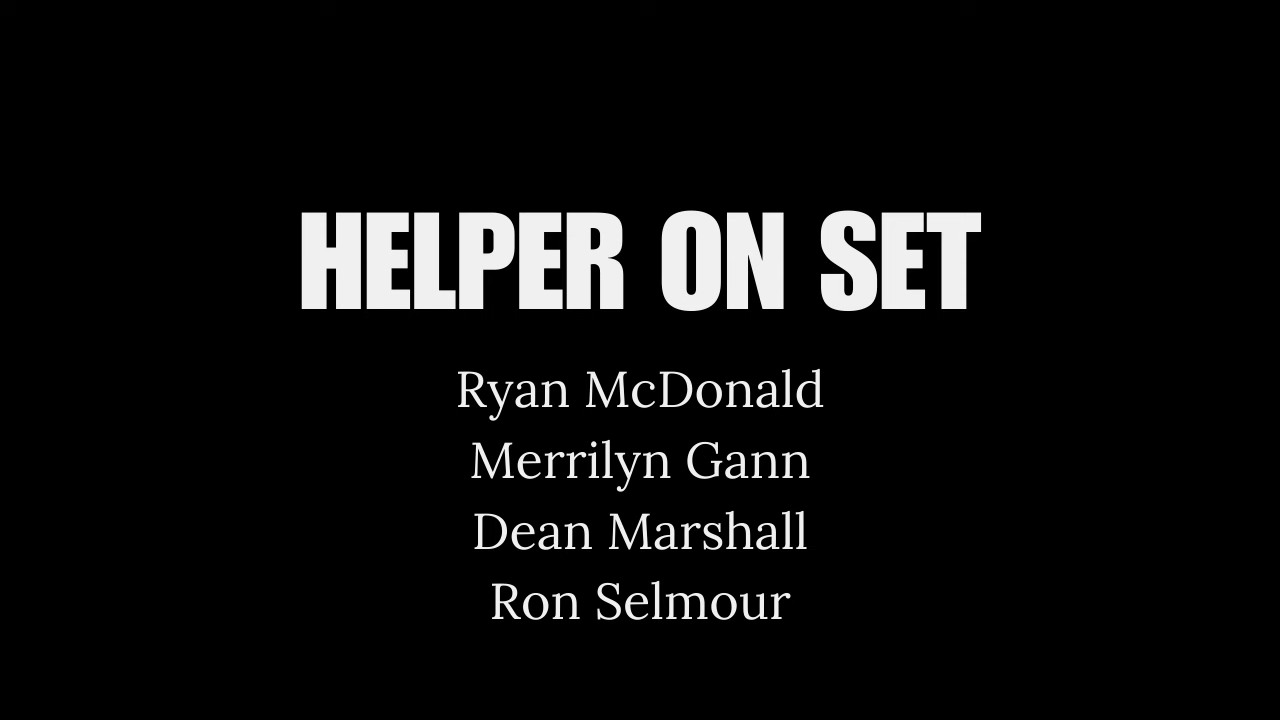 HELPER ON SET
Ryan McDonald
Merrilyn Gann
Dean Marshall
Ron Selmour